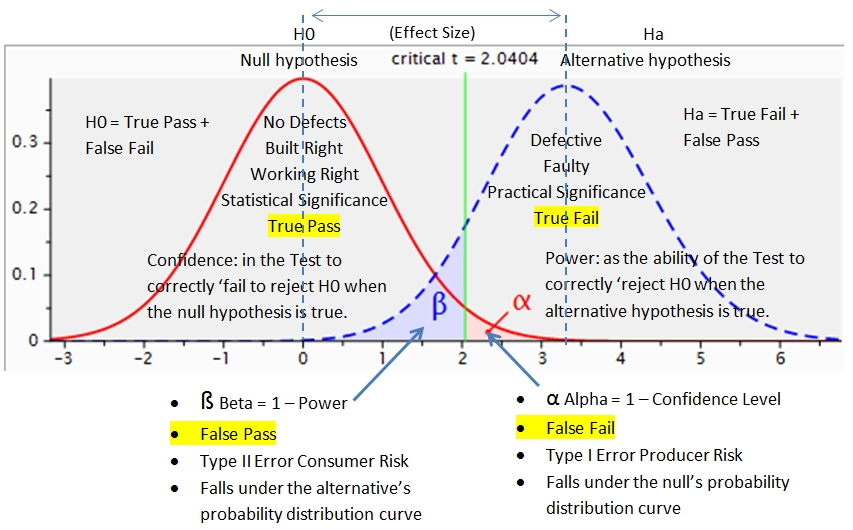 H0
(Effect Size)
Ha
Null hypothesis
critical t = 2.0404
Alternative hypothesis
H0 = True Pass +
False Fail
No Defects
Built Right
Working Right
Statistical Significance
True Pass
Confidence: in the Test to
correctly ‘fail to reject H0 when
the null hypothesis is true.
Ha = True Fail +
False Pass
Defective
Faulty
Practical Significance
True Fail
Power: as the ability of the Test to
correctly ‘reject H0 when the
alternative hypothesis is true.
β
α
0.3
0.2
0.1
0
-3
-2
-1
0
1
2
3
4
5
6
• ß Beta = 1 – Power
• False Pass
• Type II Error Consumer Risk
• Falls under the alternative’s
probability distribution curve
• α Alpha = 1 – Confidence Level
• False Fail
• Type I Error Producer Risk
• Falls under the null’s probability
distribution curve